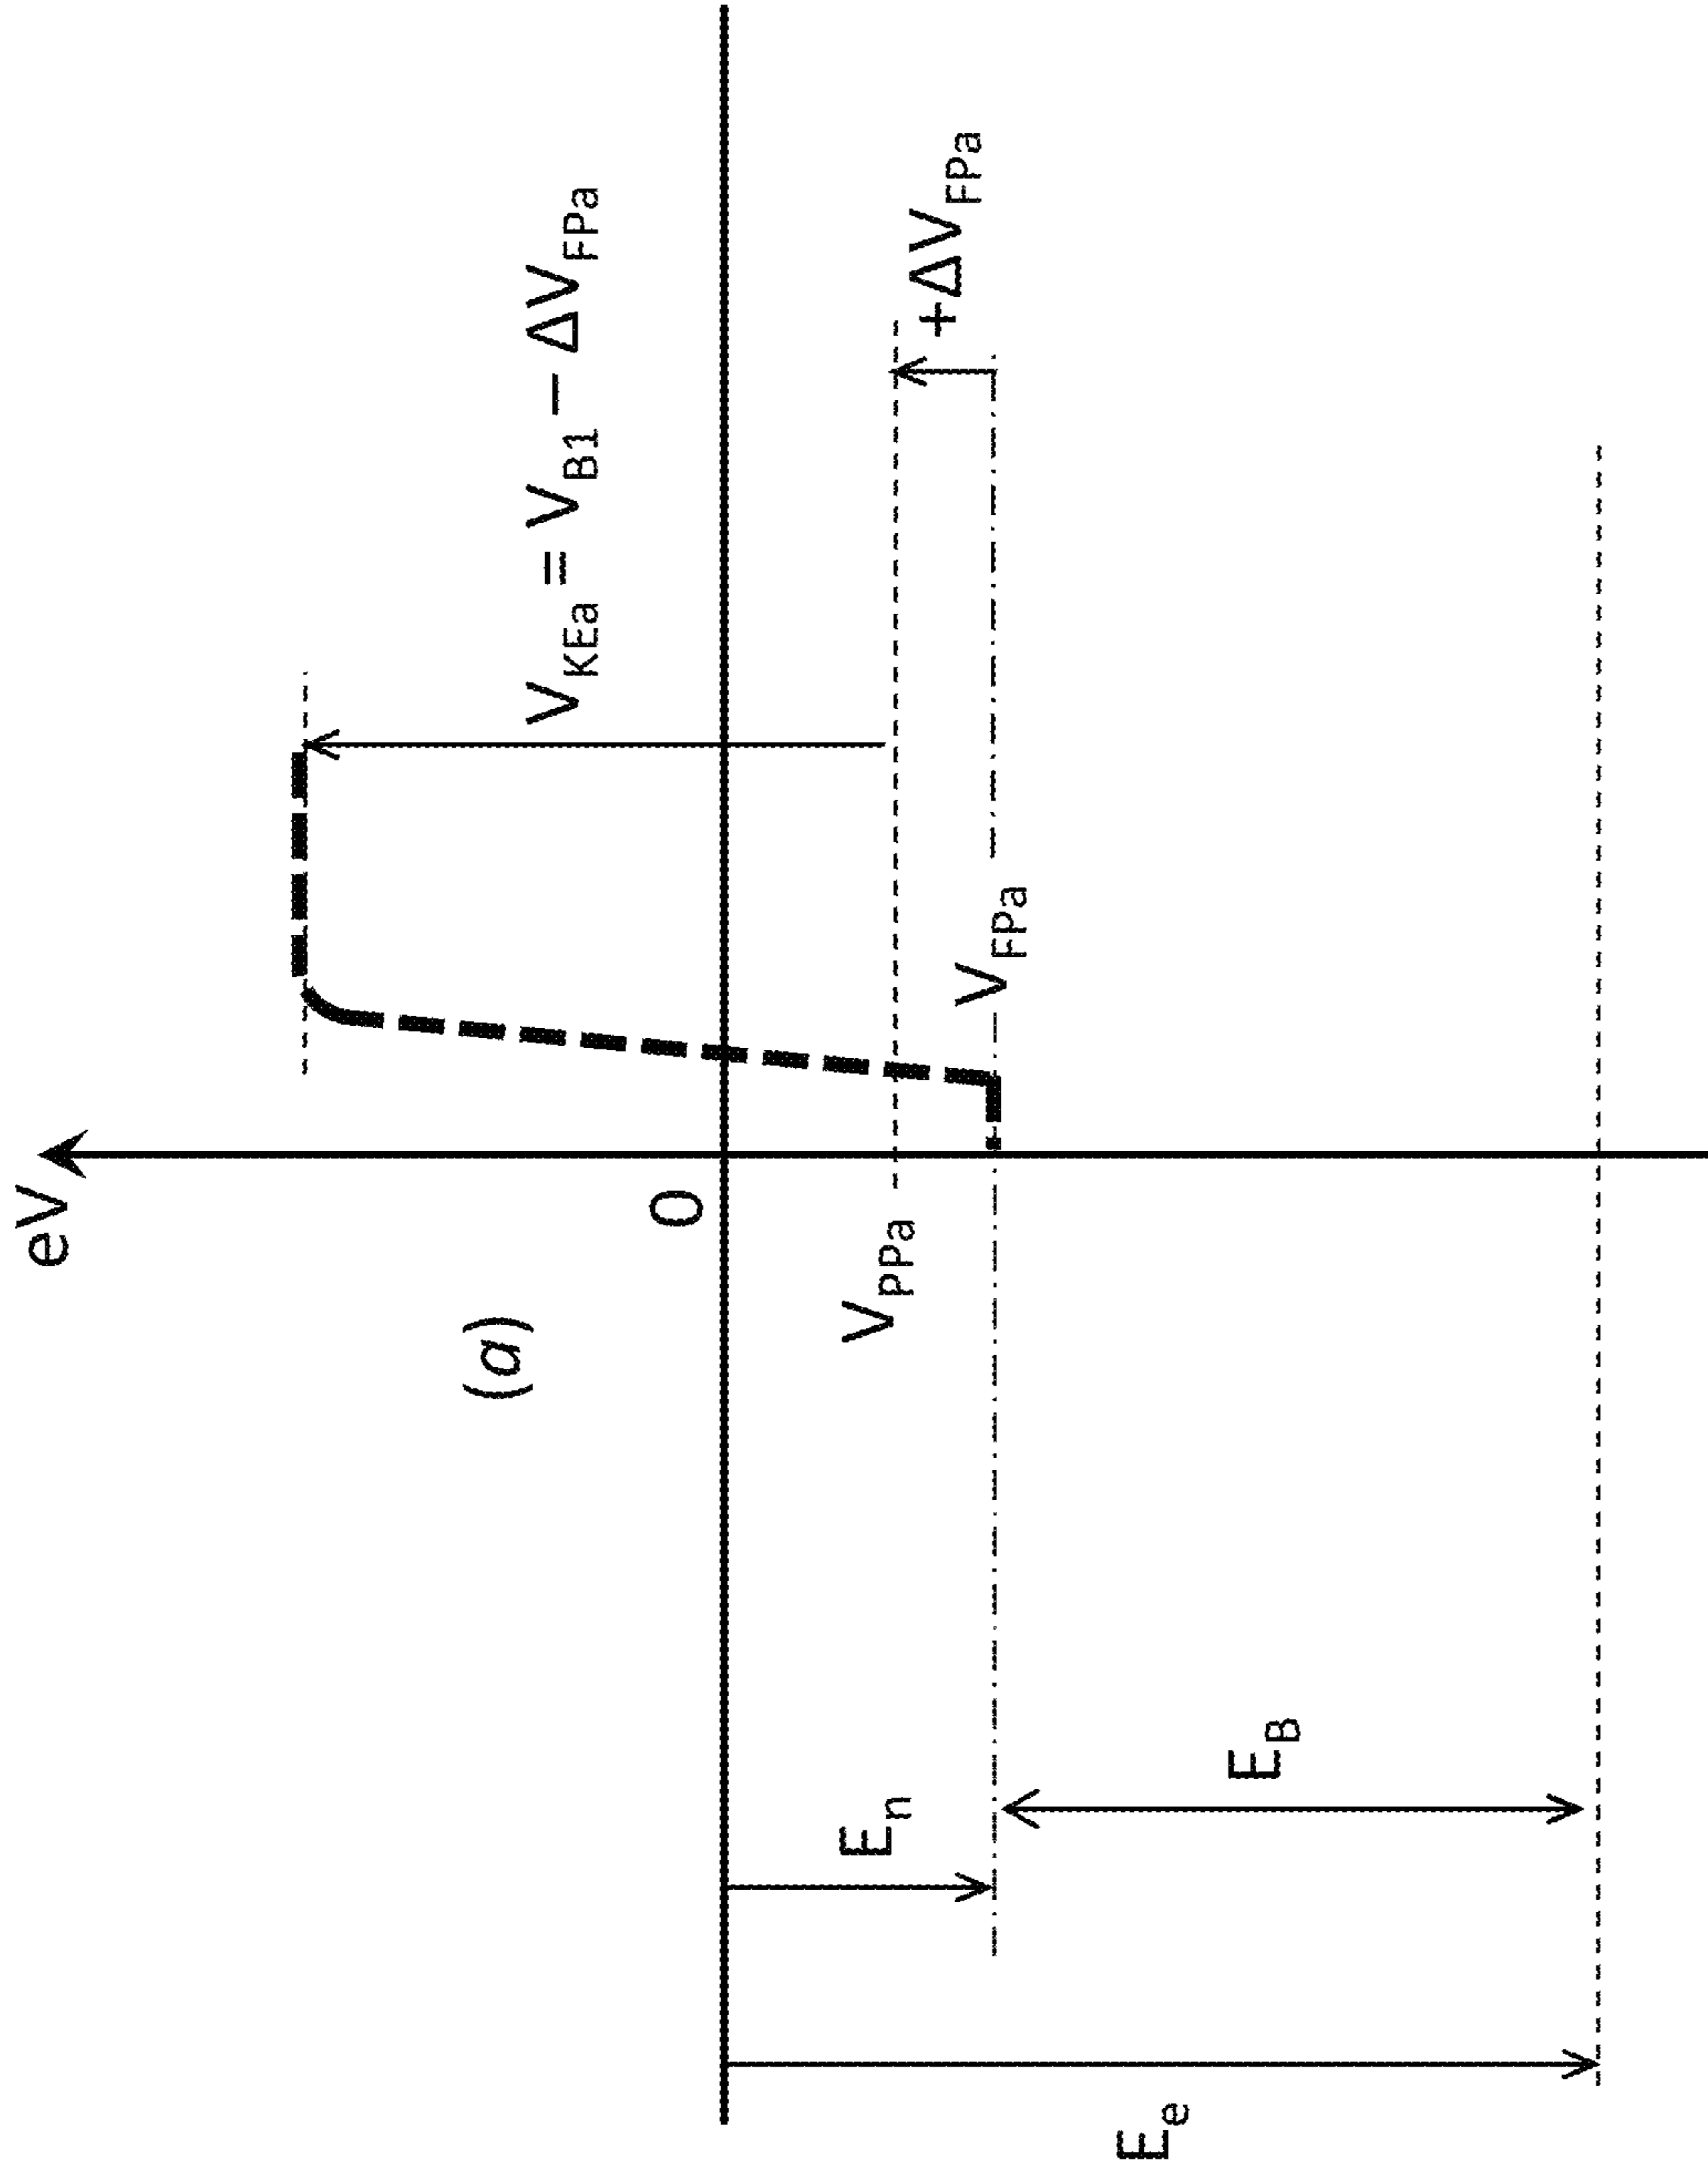 eV
(a)
V_KEa = V_B1 − ΔV_FPa
0
V_PPa
+ΔV_FPa
V_FPa
E_n
E_B
E_e